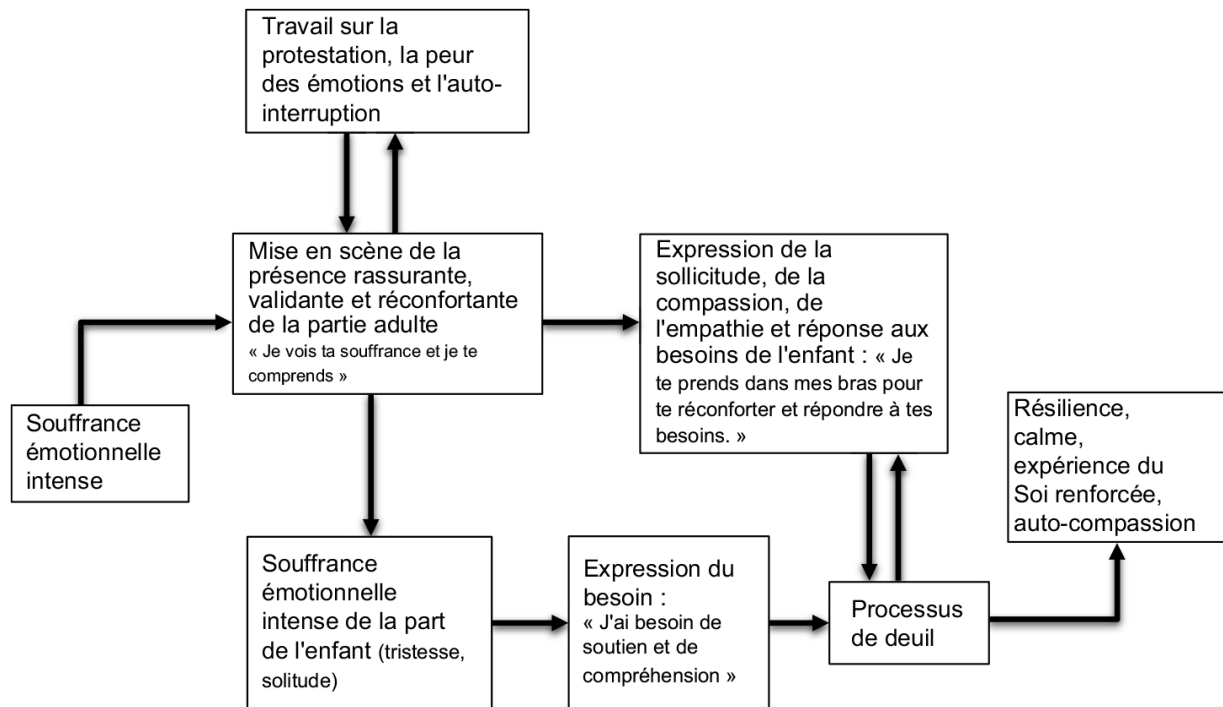 Travail sur la
protestation, la peur
des émotions et l'auto-
interruption
Mise en scène de la
présence rassurante,
validante et réconfortante
de la partie adulte
« Je vois ta souffrance et je te
comprends »
Expression de la
sollicitude, de la
compassion, de
l'empathie et réponse aux
besoins de l'enfant : « Je
te prends dans mes bras pour
te réconforter et répondre à tes
besoins. »
Souffrance
émotionnelle
intense
Résilience,
calme,
expérience du
Soi renforcée,
auto-compassion
Souffrance
émotionnelle
intense de la part
de l'enfant (tristesse,
solitude)
Expression du
besoin :
« J'ai besoin de
soutien et de
compréhension »
Processus
de deuil